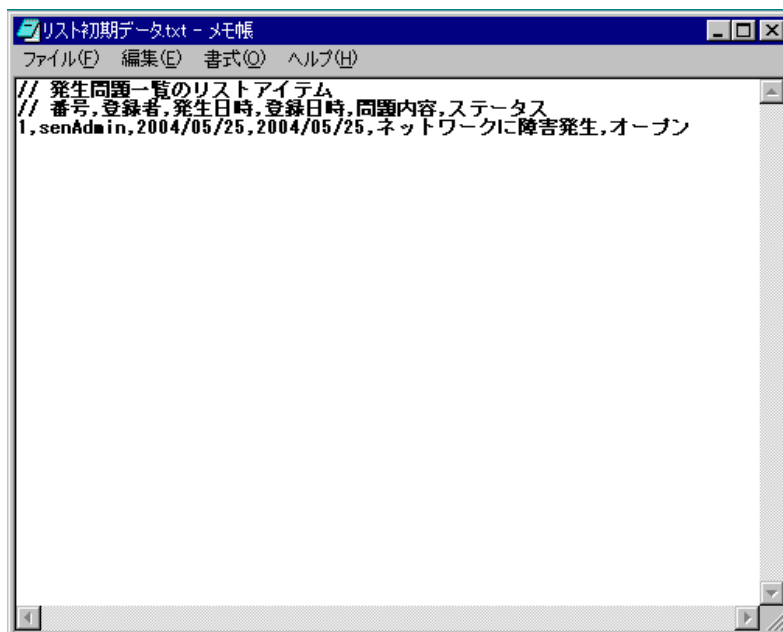 リスト初期データ.txt - メモ帳
ファイル(F) 編集(E) 書式(O) ヘルプ(H)
// 発生問題一覧のリストアイテム
// 番号,登録者,発生日時,登録日時,問題内容,ステータス
1,senAdmin,2004/05/25,2004/05/25,ネットワークに障害発生,オープン